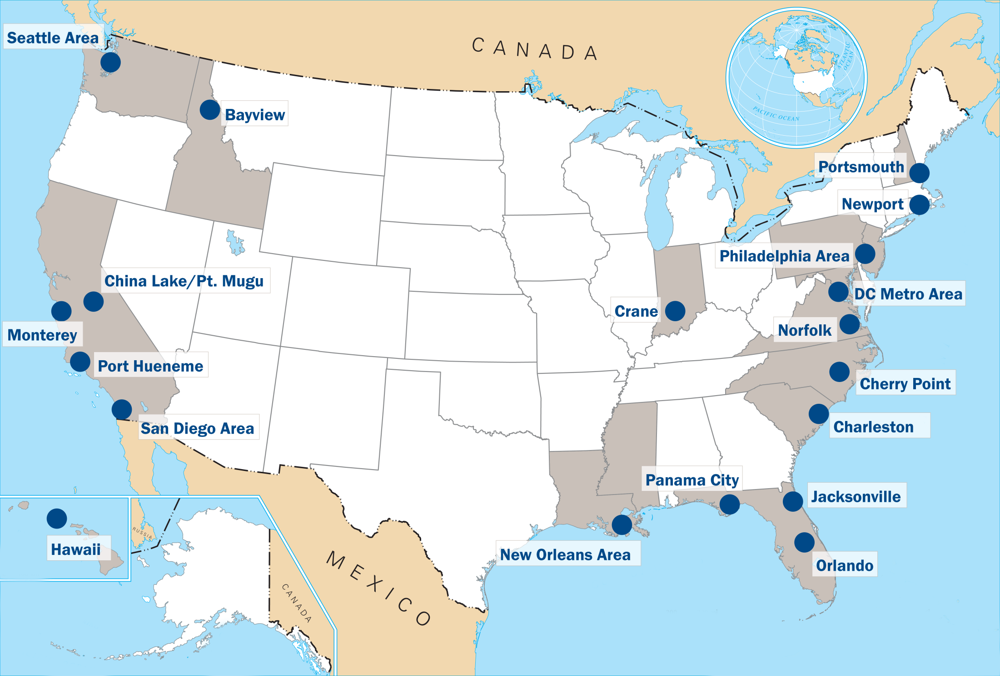 CANADA
Seattle Area
ATLANTIC
OCEAN
PACIFIC OCEAN
Bayview
Portsmouth
Newport
Philadelphia Area
China Lake/Pt. Mugu
DC Metro Area
Crane
Monterey
Norfolk
Port Hueneme
Cherry Point
San Diego Area
Charleston
Panama City
Jacksonville
RUSSIA
Hawaii
New Orleans Area
Orlando
MEXICO
CANADA